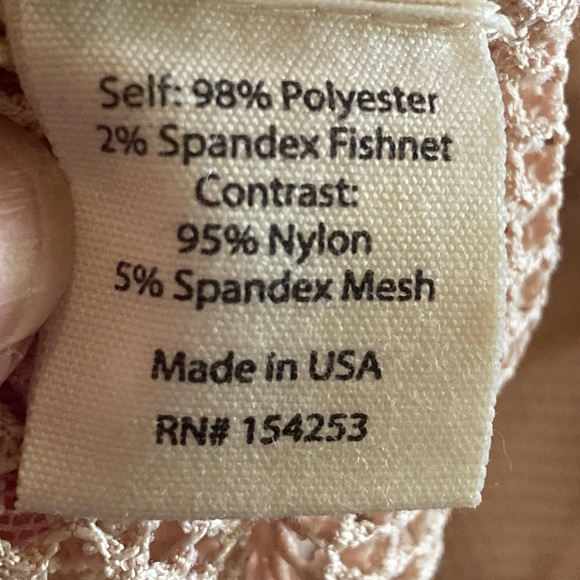 Self: 98% Polyester
2% Spandex Fishnet
Contrast:
95% Nylon
5% Spandex Mesh
Made in USA
RN# 154253